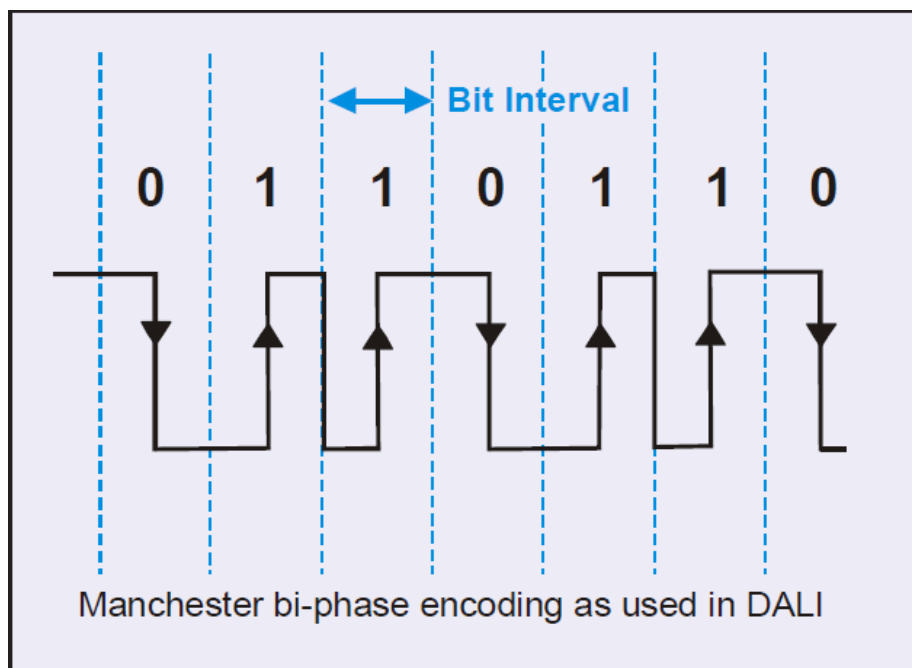 Bit Interval
0 1 1 0 1 1 0
Manchester bi-phase encoding as used in DALI